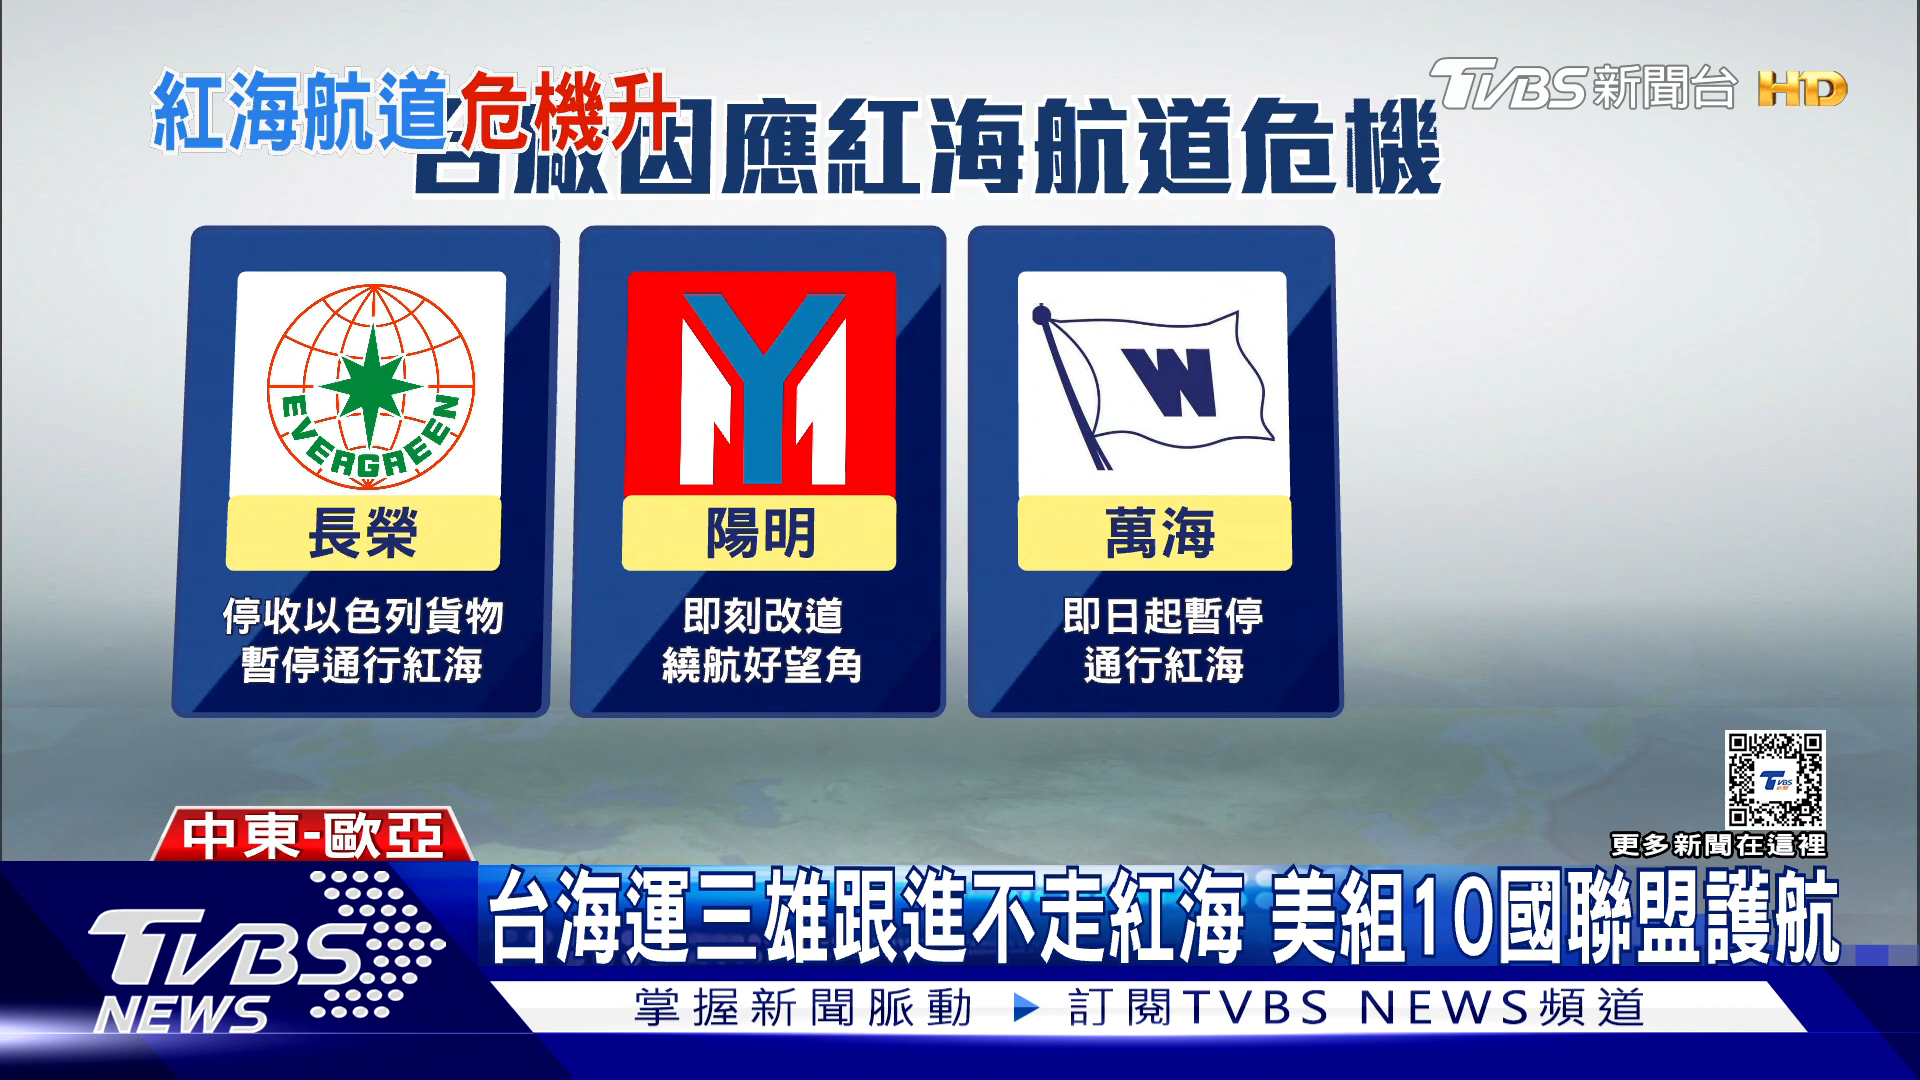 紅海航道危機升
各廠因應紅海航道危機
TVBS新聞台 HD
EVERGREEN
長榮
停收以色列貨物
暫停通行紅海
YM
陽明
即刻改道
繞航好望角
W
萬海
即日起暫停
通行紅海
TVBS
新聞
更多新聞在這裡
中東-歐亞
台海運三雄跟進不走紅海 美組10國聯盟護航
TVBS
NEWS
掌握新聞脈動 ▶ 訂閱TVBS NEWS頻道